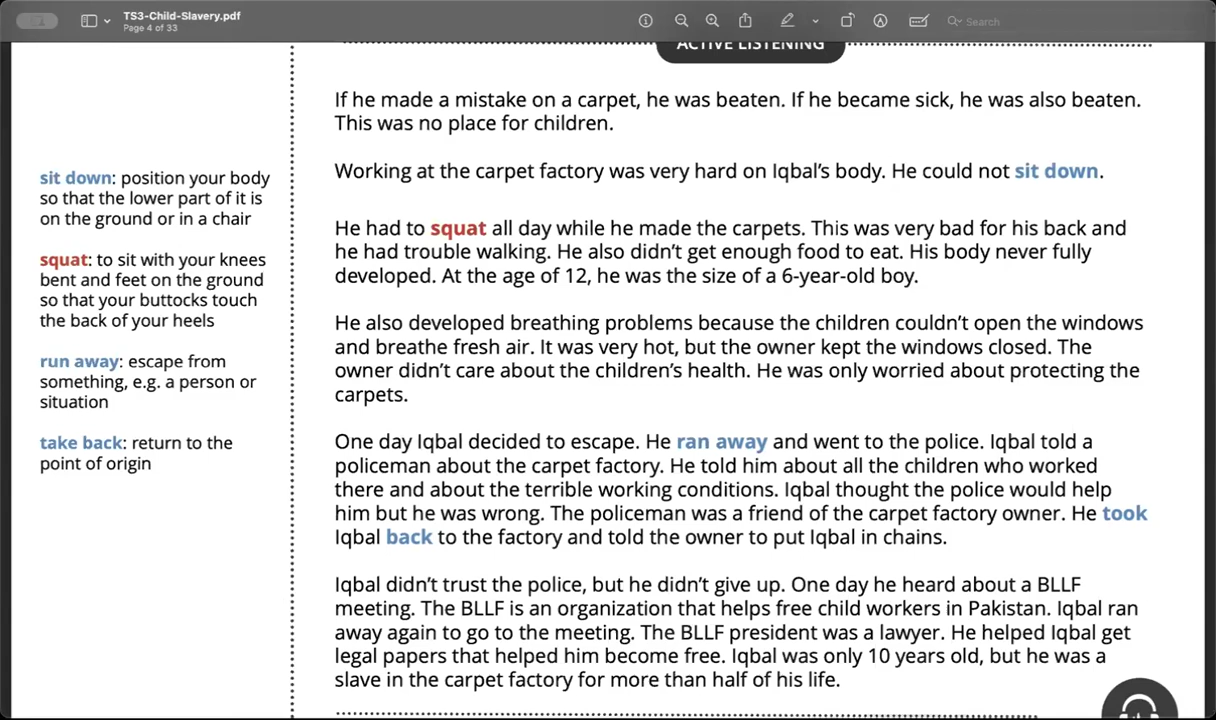 TS3-Child-Slavery.pdf
Page 4 of 33
Search
ACTIVE LISTENING
If he made a mistake on a carpet, he was beaten. If he became sick, he was also beaten.
This was no place for children.
sit down: position your body
so that the lower part of it is
on the ground or in a chair
squat: to sit with your knees
bent and feet on the ground
so that your buttocks touch
the back of your heels
run away: escape from
something, e.g. a person or
situation
take back: return to the
point of origin
Working at the carpet factory was very hard on Iqbal's body. He could not sit down.
He had to squat all day while he made the carpets. This was very bad for his back and
he had trouble walking. He also didn't get enough food to eat. His body never fully
developed. At the age of 12, he was the size of a 6-year-old boy.
He also developed breathing problems because the children couldn't open the windows
and breathe fresh air. It was very hot, but the owner kept the windows closed. The
owner didn't care about the children's health. He was only worried about protecting the
carpets.
One day Iqbal decided to escape. He ran away and went to the police. Iqbal told a
policeman about the carpet factory. He told him about all the children who worked
there and about the terrible working conditions. Iqbal thought the police would help
him but he was wrong. The policeman was a friend of the carpet factory owner. He took
Iqbal back to the factory and told the owner to put Iqbal in chains.
Iqbal didn't trust the police, but he didn't give up. One day he heard about a BLLF
meeting. The BLLF is an organization that helps free child workers in Pakistan. Iqbal ran
away again to go to the meeting. The BLLF president was a lawyer. He helped Iqbal get
legal papers that helped him become free. Iqbal was only 10 years old, but he was a
slave in the carpet factory for more than half of his life.